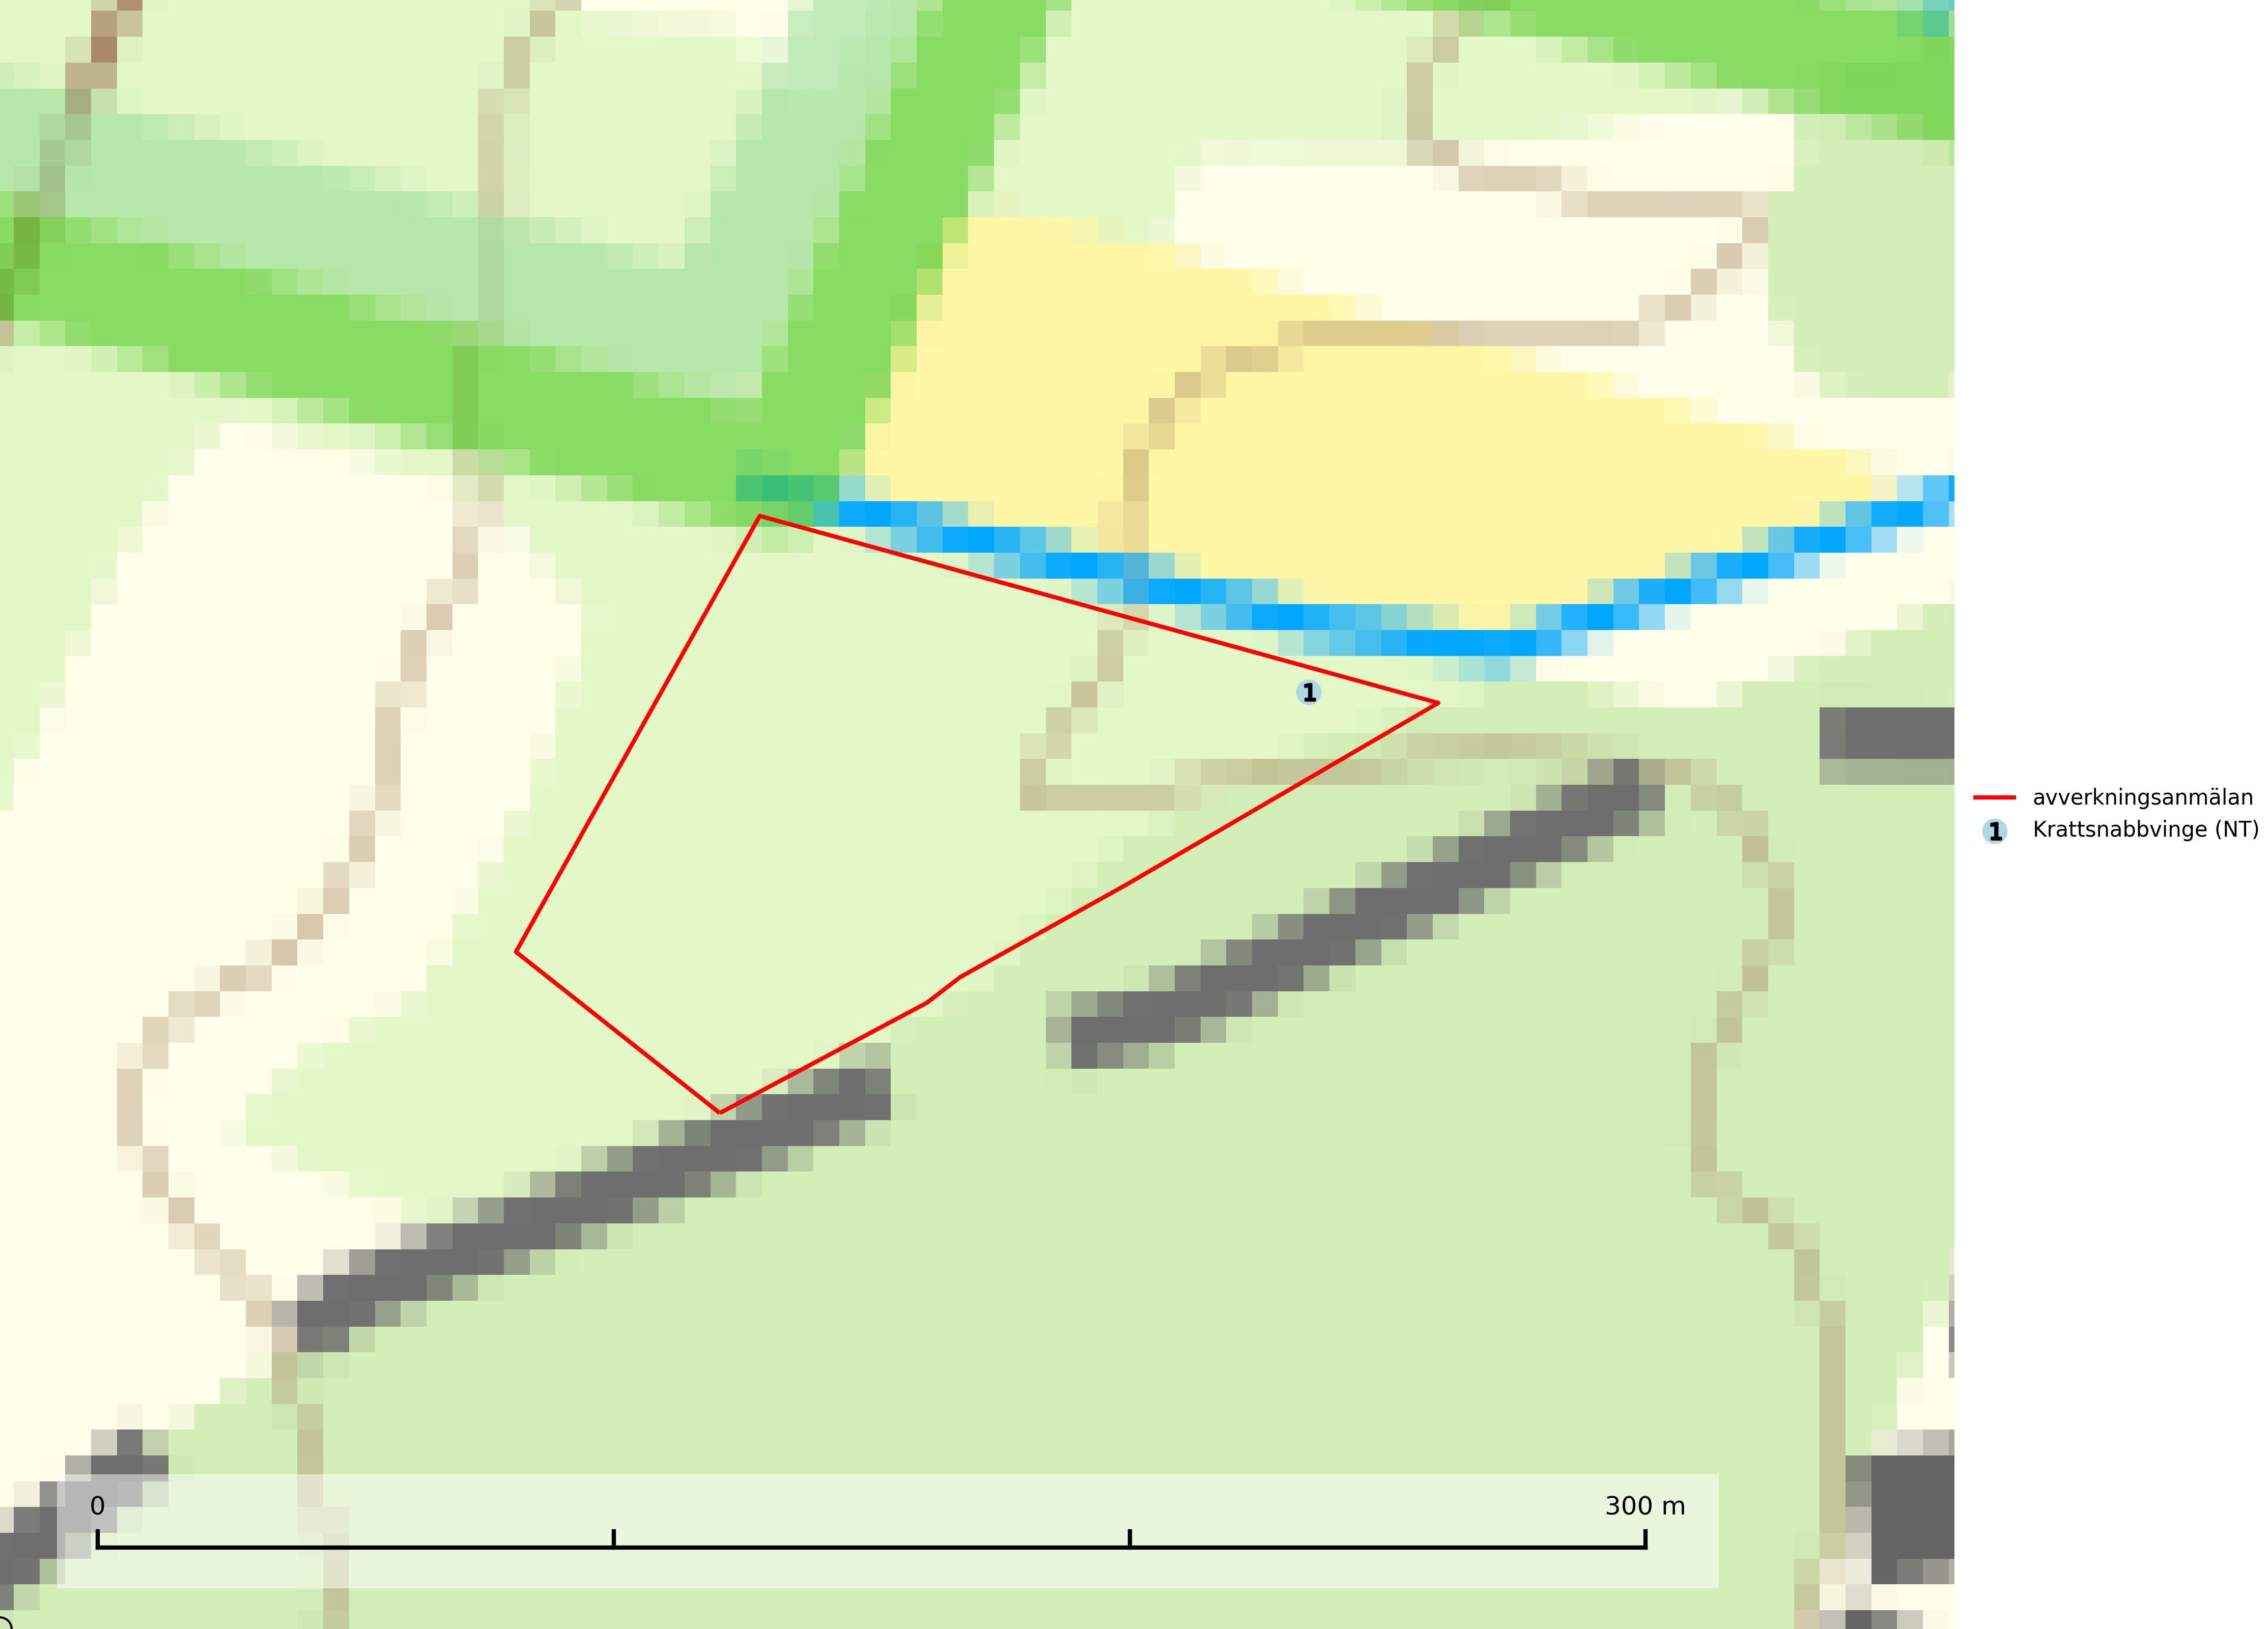 1
avverkningsanmälan
1 Krattsnabbvinge (NT)
0 300 m